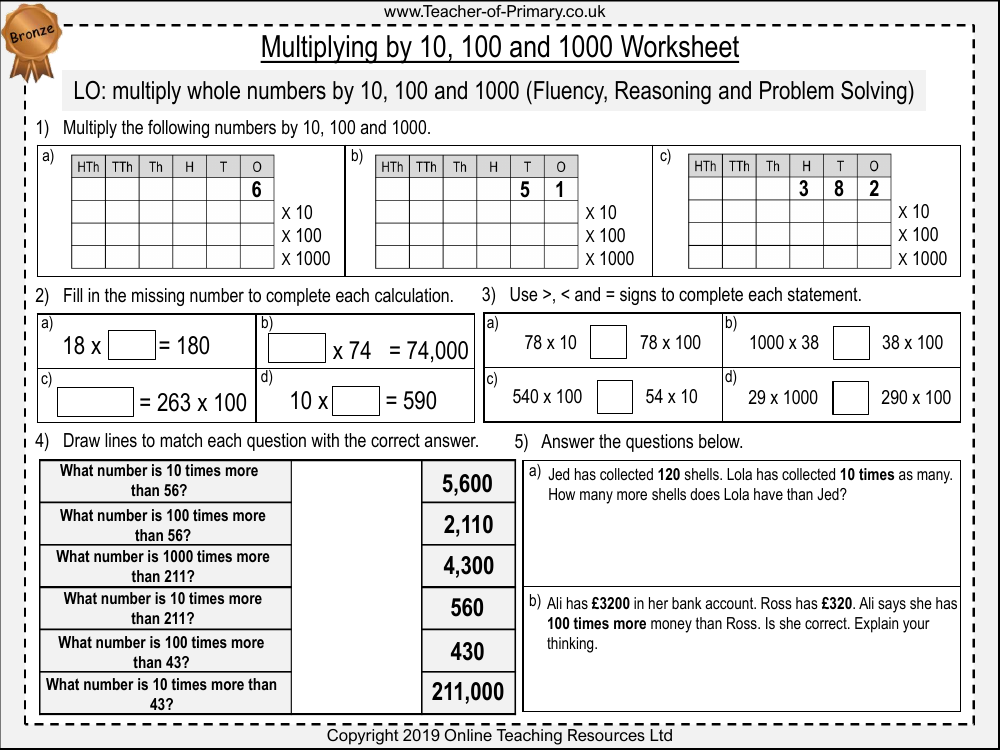 www.Teacher-of-Primary.co.uk
Bronze
Multiplying by 10, 100 and 1000 Worksheet
LO: multiply whole numbers by 10, 100 and 1000 (Fluency, Reasoning and Problem Solving)
1) Multiply the following numbers by 10, 100 and 1000.
a)
HTh TTh Th H T O
6
X 10
X 100
X 1000
b)
HTh TTh Th H T O
5 1
X 10
X 100
X 1000
c)
HTh TTh Th H T O
3 8 2
X 10
X 100
X 1000
2) Fill in the missing number to complete each calculation.
a)
18 x = 180
b)
x 74 = 74,000
c)
= 263 x 100
d)
10 x = 590
3) Use >, < and = signs to complete each statement.
a)
78 x 10 78 x 100
b)
1000 x 38 38 x 100
c)
540 x 100 54 x 10
d)
29 x 1000 290 x 100
4) Draw lines to match each question with the correct answer.
What number is 10 times more
than 56?
5,600
What number is 100 times more
than 56?
2,110
What number is 1000 times more
than 211?
4,300
What number is 10 times more
than 211?
560
What number is 100 times more
than 43?
430
What number is 10 times more than
43?
211,000
5) Answer the questions below.
a) Jed has collected 120 shells. Lola has collected 10 times as many.
How many more shells does Lola have than Jed?
b) Ali has £3200 in her bank account. Ross has £320. Ali says she has
100 times more money than Ross. Is she correct. Explain your
thinking.
Copyright 2019 Online Teaching Resources Ltd